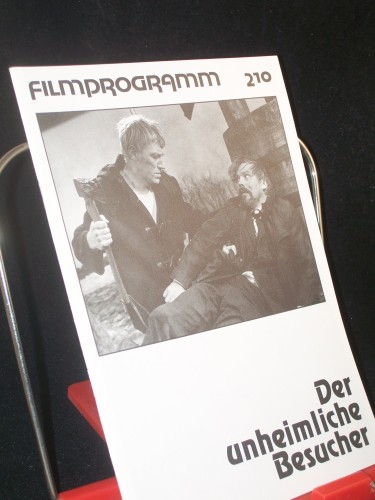 FILMPROGRAMM 210
Der
unheimliche
Besucher